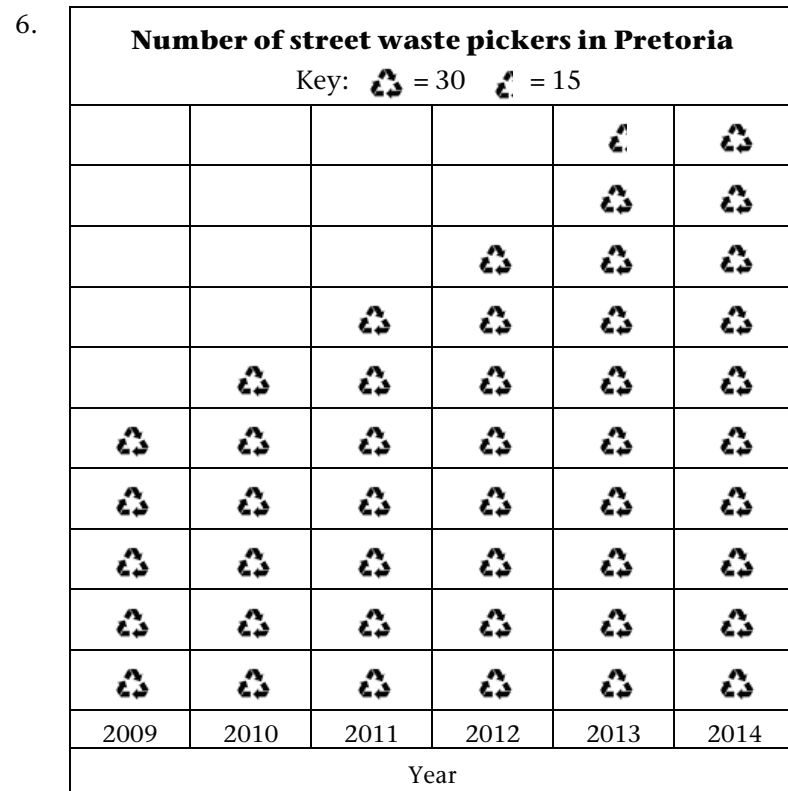 6.
Number of street waste pickers in Pretoria
Key: = 30 = 15
2009 2010 2011 2012 2013 2014
Year